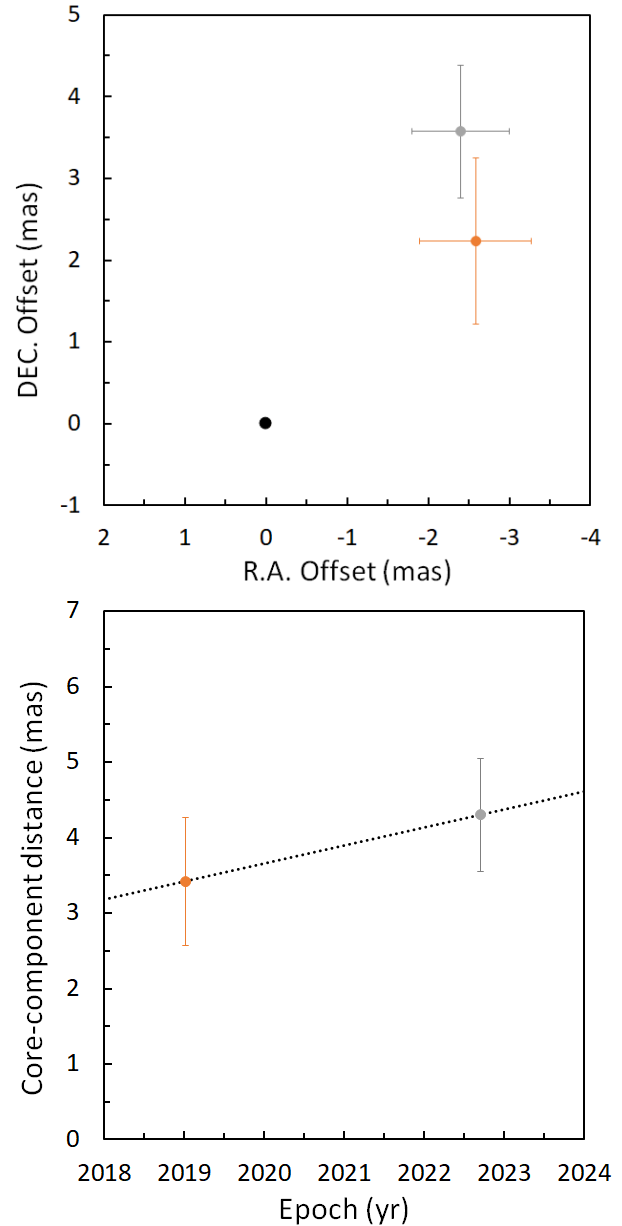 5
4
3
2
1
0
-1
DEC. Offset (mas)
2 1 0 -1 -2 -3 -4
R.A. Offset (mas)
7
6
5
4
3
2
1
0
Core-component distance (mas)
2018 2019 2020 2021 2022 2023 2024
Epoch (yr)